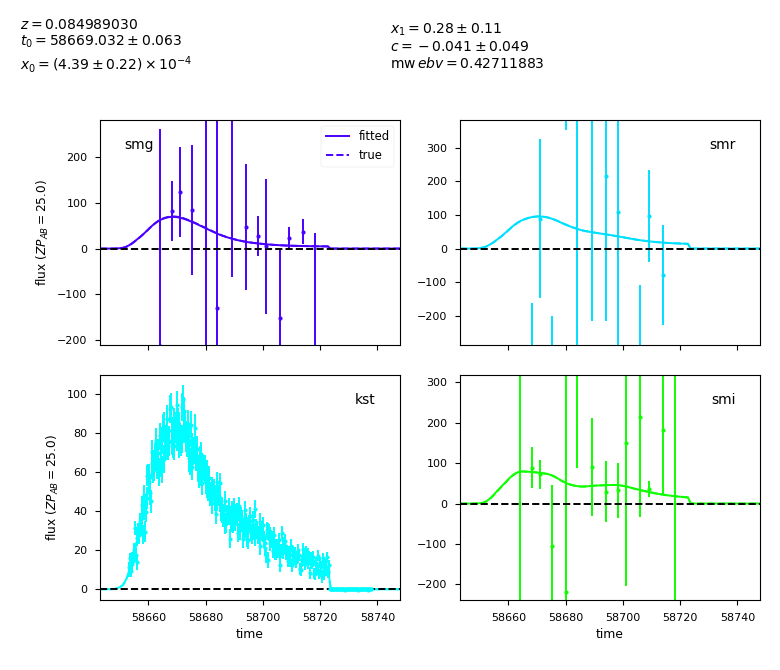 z = 0.084989030
t₀ = 58669.032 ± 0.063
x₀ = (4.39 ± 0.22) × 10⁻⁴
x₁ = 0.28 ± 0.11
c = −0.041 ± 0.049
mw ebv = 0.42711883
smg
fitted
true
200
100
0
−100
−200
flux (ZP_AB = 25.0)
smr
300
200
100
0
−100
−200
kst
100
80
60
40
20
0
flux (ZP_AB = 25.0)
58660 58680 58700 58720 58740
time
smi
300
200
100
0
−100
−200
58660 58680 58700 58720 58740
time